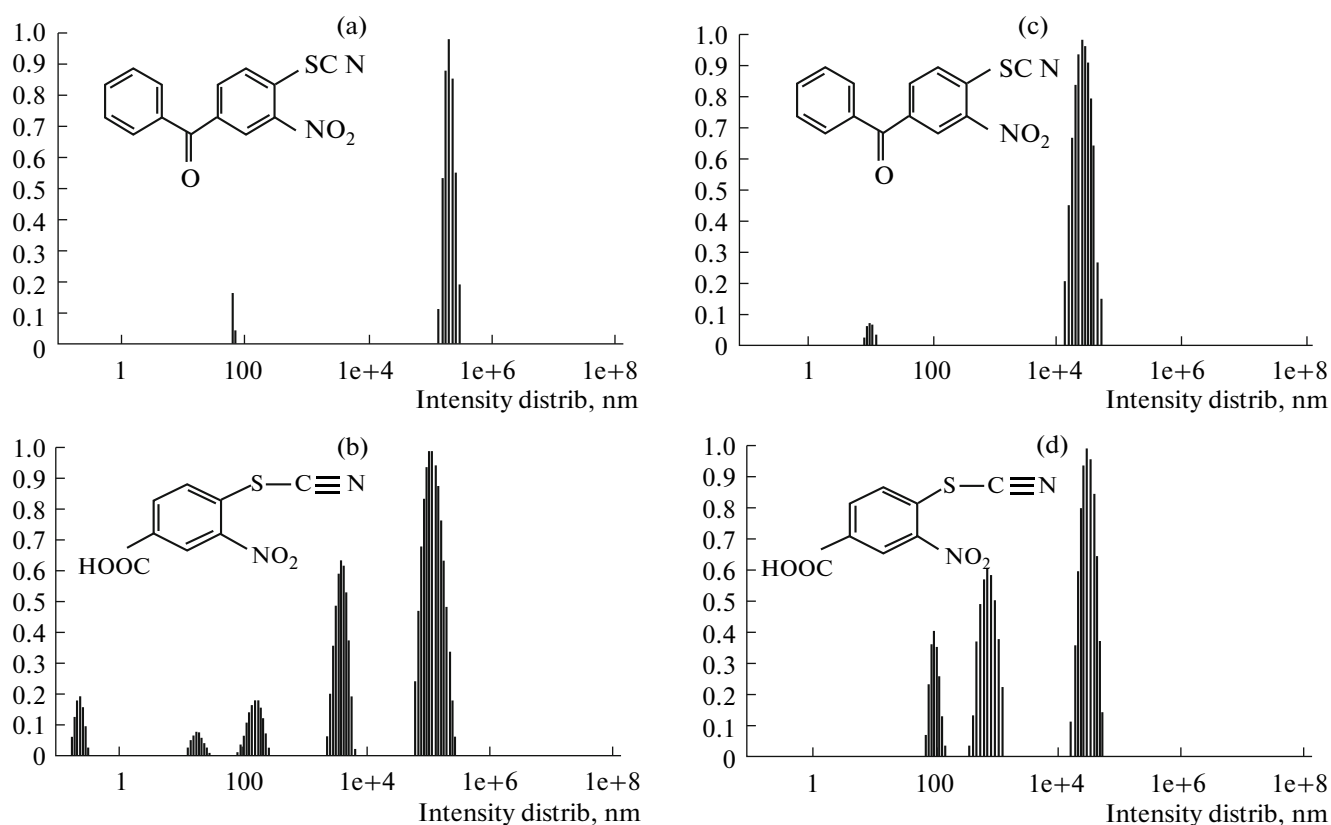 (a)
1.0
0.9
0.8
0.7
0.6
0.5
0.4
0.3
0.2
0.1
0
SC N
NO2
O
1 100 1e+4 1e+6 1e+8
Intensity distrib, nm
(c)
1.0
0.9
0.8
0.7
0.6
0.5
0.4
0.3
0.2
0.1
0
SC N
NO2
O
1 100 1e+4 1e+6 1e+8
Intensity distrib, nm
(b)
1.0
0.9
0.8
0.7
0.6
0.5
0.4
0.3
0.2
0.1
0
S C N
NO2
HOOC
1 100 1e+4 1e+6 1e+8
Intensity distrib, nm
(d)
1.0
0.9
0.8
0.7
0.6
0.5
0.4
0.3
0.2
0.1
0
S C N
NO2
HOOC
1 100 1e+4 1e+6 1e+8
Intensity distrib, nm